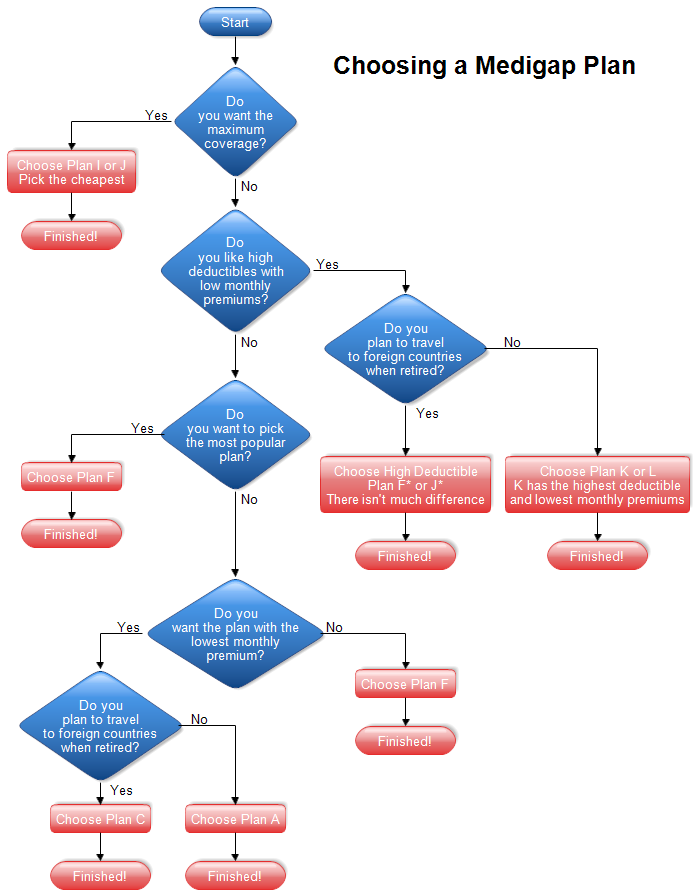 Start
Choosing a Medigap Plan
Do
you want the
maximum
coverage?
Yes
Choose Plan I or J
Pick the cheapest
Finished!
No
Do
you like high
deductibles with
low monthly
premiums?
Yes
Do you
plan to travel
to foreign countries
when retired?
No
Yes
Choose High Deductible
Plan F* or J*
There isn't much difference
Finished!
Choose Plan K or L
K has the highest deductible
and lowest monthly premiums
Finished!
No
Do
you want to pick
the most popular
plan?
Yes
Choose Plan F
Finished!
No
Do you
want the plan with the
lowest monthly
premium?
Yes
No
Choose Plan F
Finished!
Do you
plan to travel
to foreign countries
when retired?
No
Yes
Choose Plan C
Finished!
Choose Plan A
Finished!